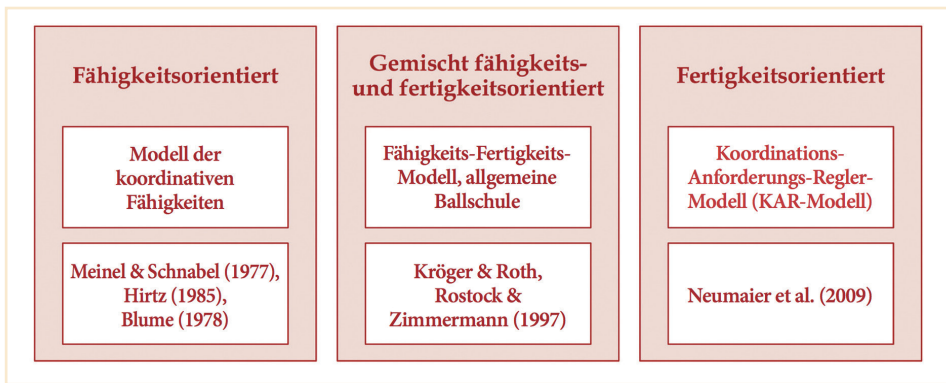 Fähigkeitsorientiert
Modell der
koordinativen
Fähigkeiten
Meinel & Schnabel (1977),
Hirtz (1985),
Blume (1978)
Gemischt fähigkeits-
und fertigkeitsorientiert
Fähigkeits-Fertigkeits-
Modell, allgemeine
Ballschule
Kröger & Roth,
Rostock &
Zimmermann (1997)
Fertigkeitsorientiert
Koordinations-
Anforderungs-Regler-
Modell (KAR-Modell)
Neumaier et al. (2009)